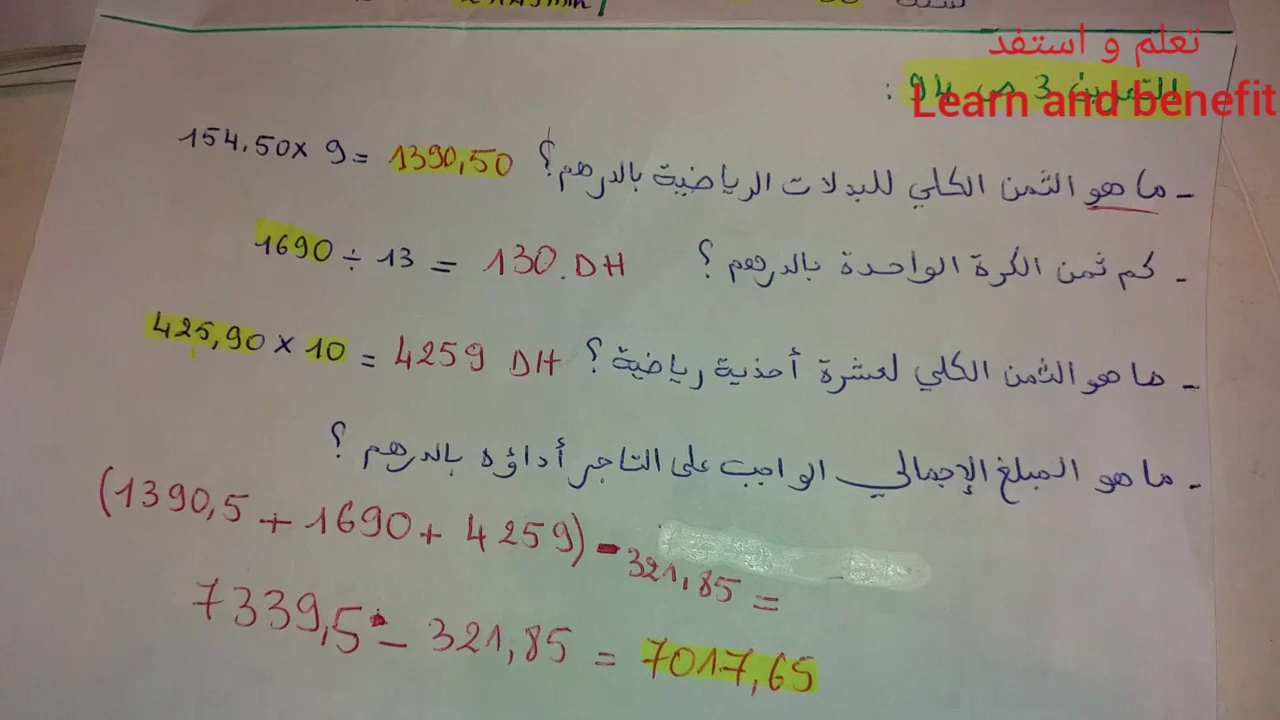 تعلم و استفد
Learn and benefit
التمرين 3 ص 94 :
- ما هو الثمن الكلي للبدلات الرياضية بالدرهم؟ 154.50 × 9 = 1390,50
- كم ثمن الكرة الواحدة بالدرهم ؟ 1690 ÷ 13 = 130.DH
- ما هو الثمن الكلي لعشرة أحذية رياضية ؟ 425,90 × 10 = 4259 DH
- ما هو المبلغ الإجمالي الواجب على التاجر أداؤه بالدرهم ؟
(1390,5 + 1690 + 4259) - 321,85 =
7339,5 - 321,85 = 7017,65